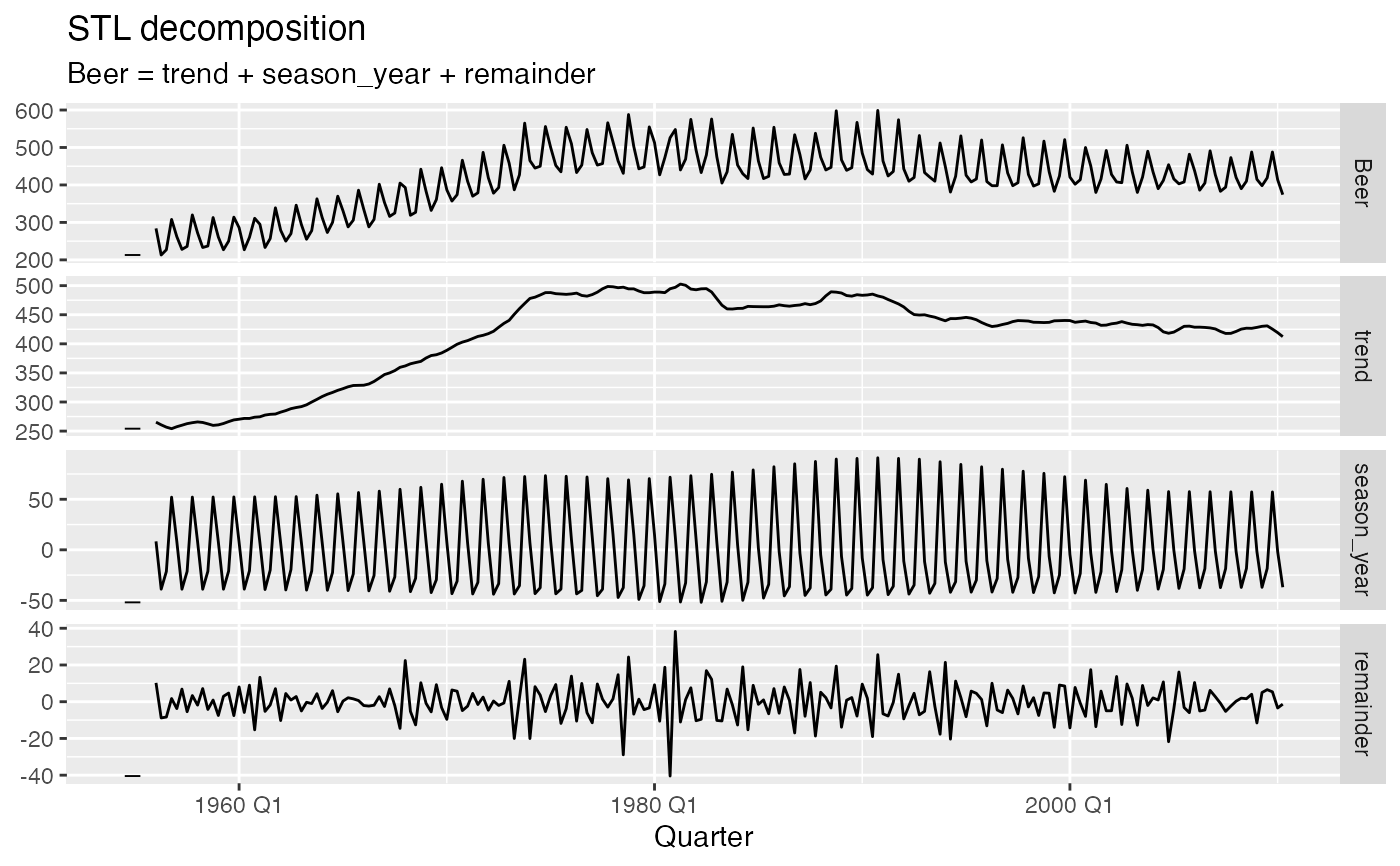 STL decomposition
Beer = trend + season_year + remainder
600
500
400
300
200
Beer
500
450
400
350
300
250
trend
50
0
-50
season_year
40
20
0
-20
-40
remainder
1960 Q1
1980 Q1
2000 Q1
Quarter